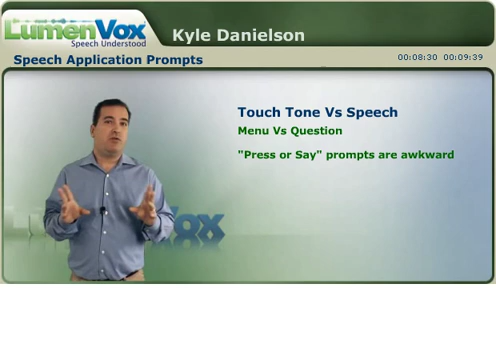 LumenVox
Speech Understood
Kyle Danielson
Speech Application Prompts
00:08:30 00:09:39
Touch Tone Vs Speech
Menu Vs Question
"Press or Say" prompts are awkward
Vox